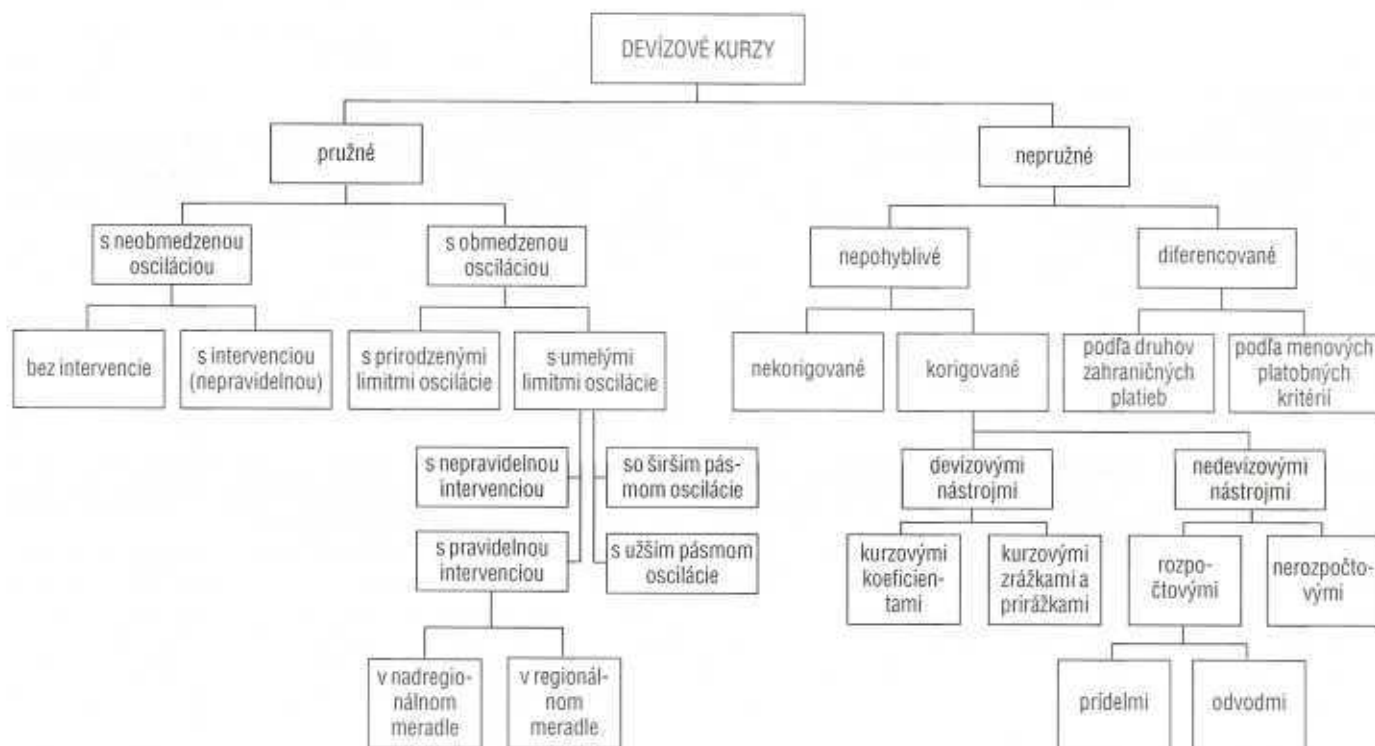 DEVÍZOVÉ KURZY
pružné
nepružné
s neobmedzenou
osciláciou
s obmedzenou
osciláciou
nepohyblivé
diferencované
bez intervencie
s intervenciou
(nepravidelnou)
s prirodzenými
limitmi oscilácie
s umelými
limitmi oscilácie
nekorigované
korigované
podľa druhov
zahraničných
platieb
podľa menových
platobných
kritérií
s nepravidelnou
intervenciou
so širším pás-
mom oscilácie
devízovými
nástrojmi
nedevízovými
nástrojmi
s pravidelnou
intervenciou
s užším pásmom
oscilácie
kurzovými
koeficien-
tami
kurzovými
zrážkami a
prirážkami
rozpo-
čtovými
nerozpočto-
vými
v nadregio-
nálnom
meradle
v regionál-
nom
meradle
prídelmi
odvodmi